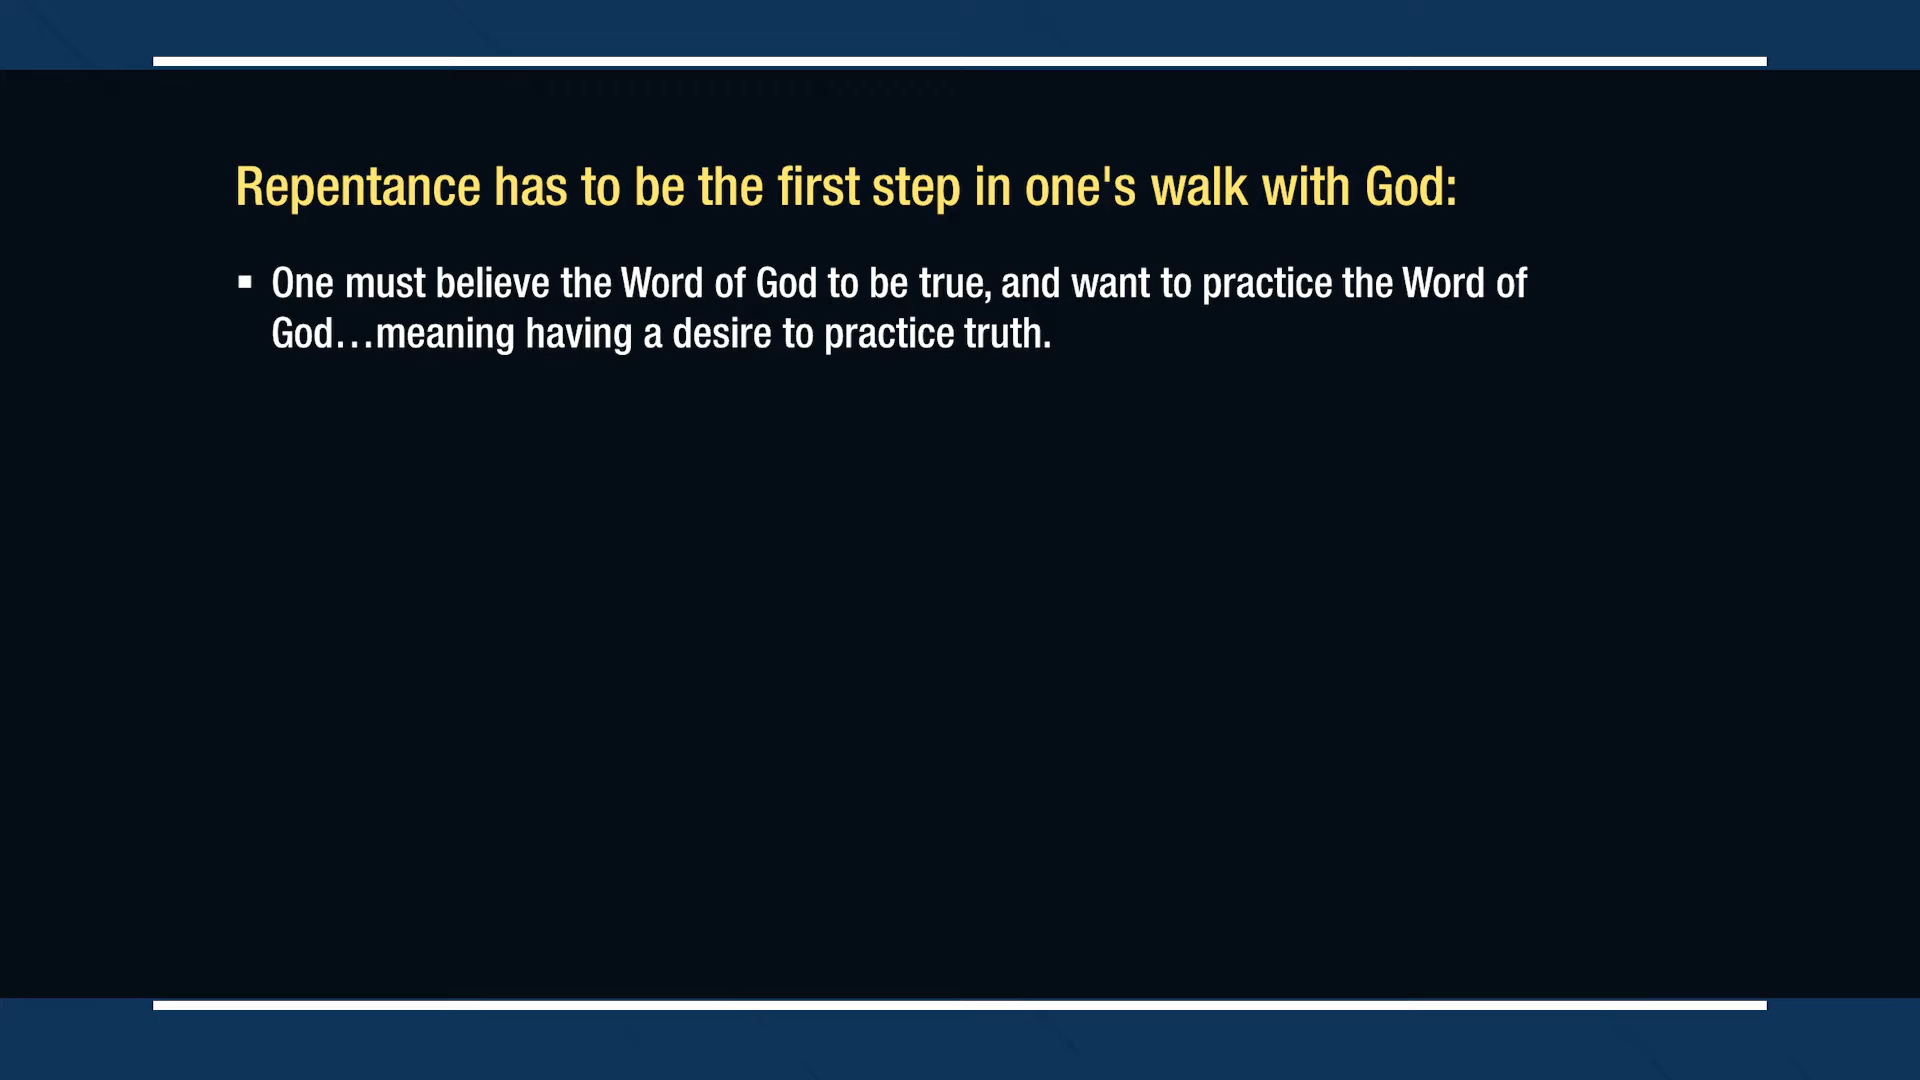 Repentance has to be the first step in one's walk with God:
▪ One must believe the Word of God to be true, and want to practice the Word of
God…meaning having a desire to practice truth.